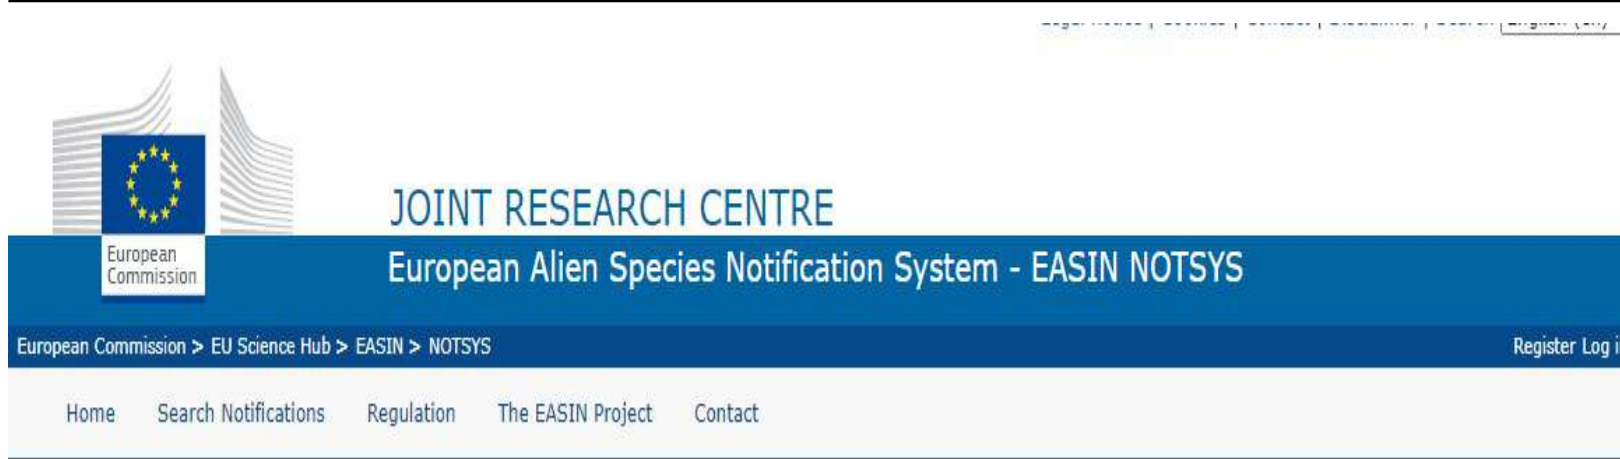 JOINT RESEARCH CENTRE
European
Commission
European Alien Species Notification System - EASIN NOTSYS
European Commission > EU Science Hub > EASIN > NOTSYS
Register Log i
Home Search Notifications Regulation The EASIN Project Contact